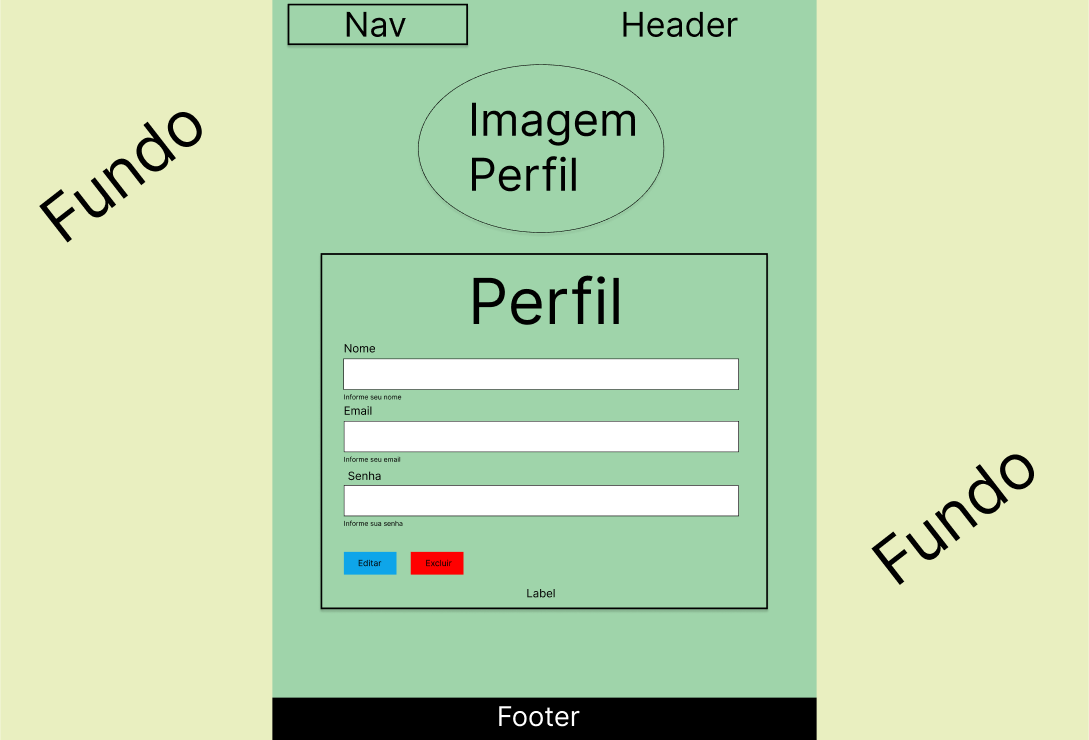 Nav
Header
Fundo
Imagem
Perfil
Perfil
Nome
Informe seu nome
Email
Informe seu email
Senha
Informe sua senha
Fundo
Editar
Excluir
Label
Footer